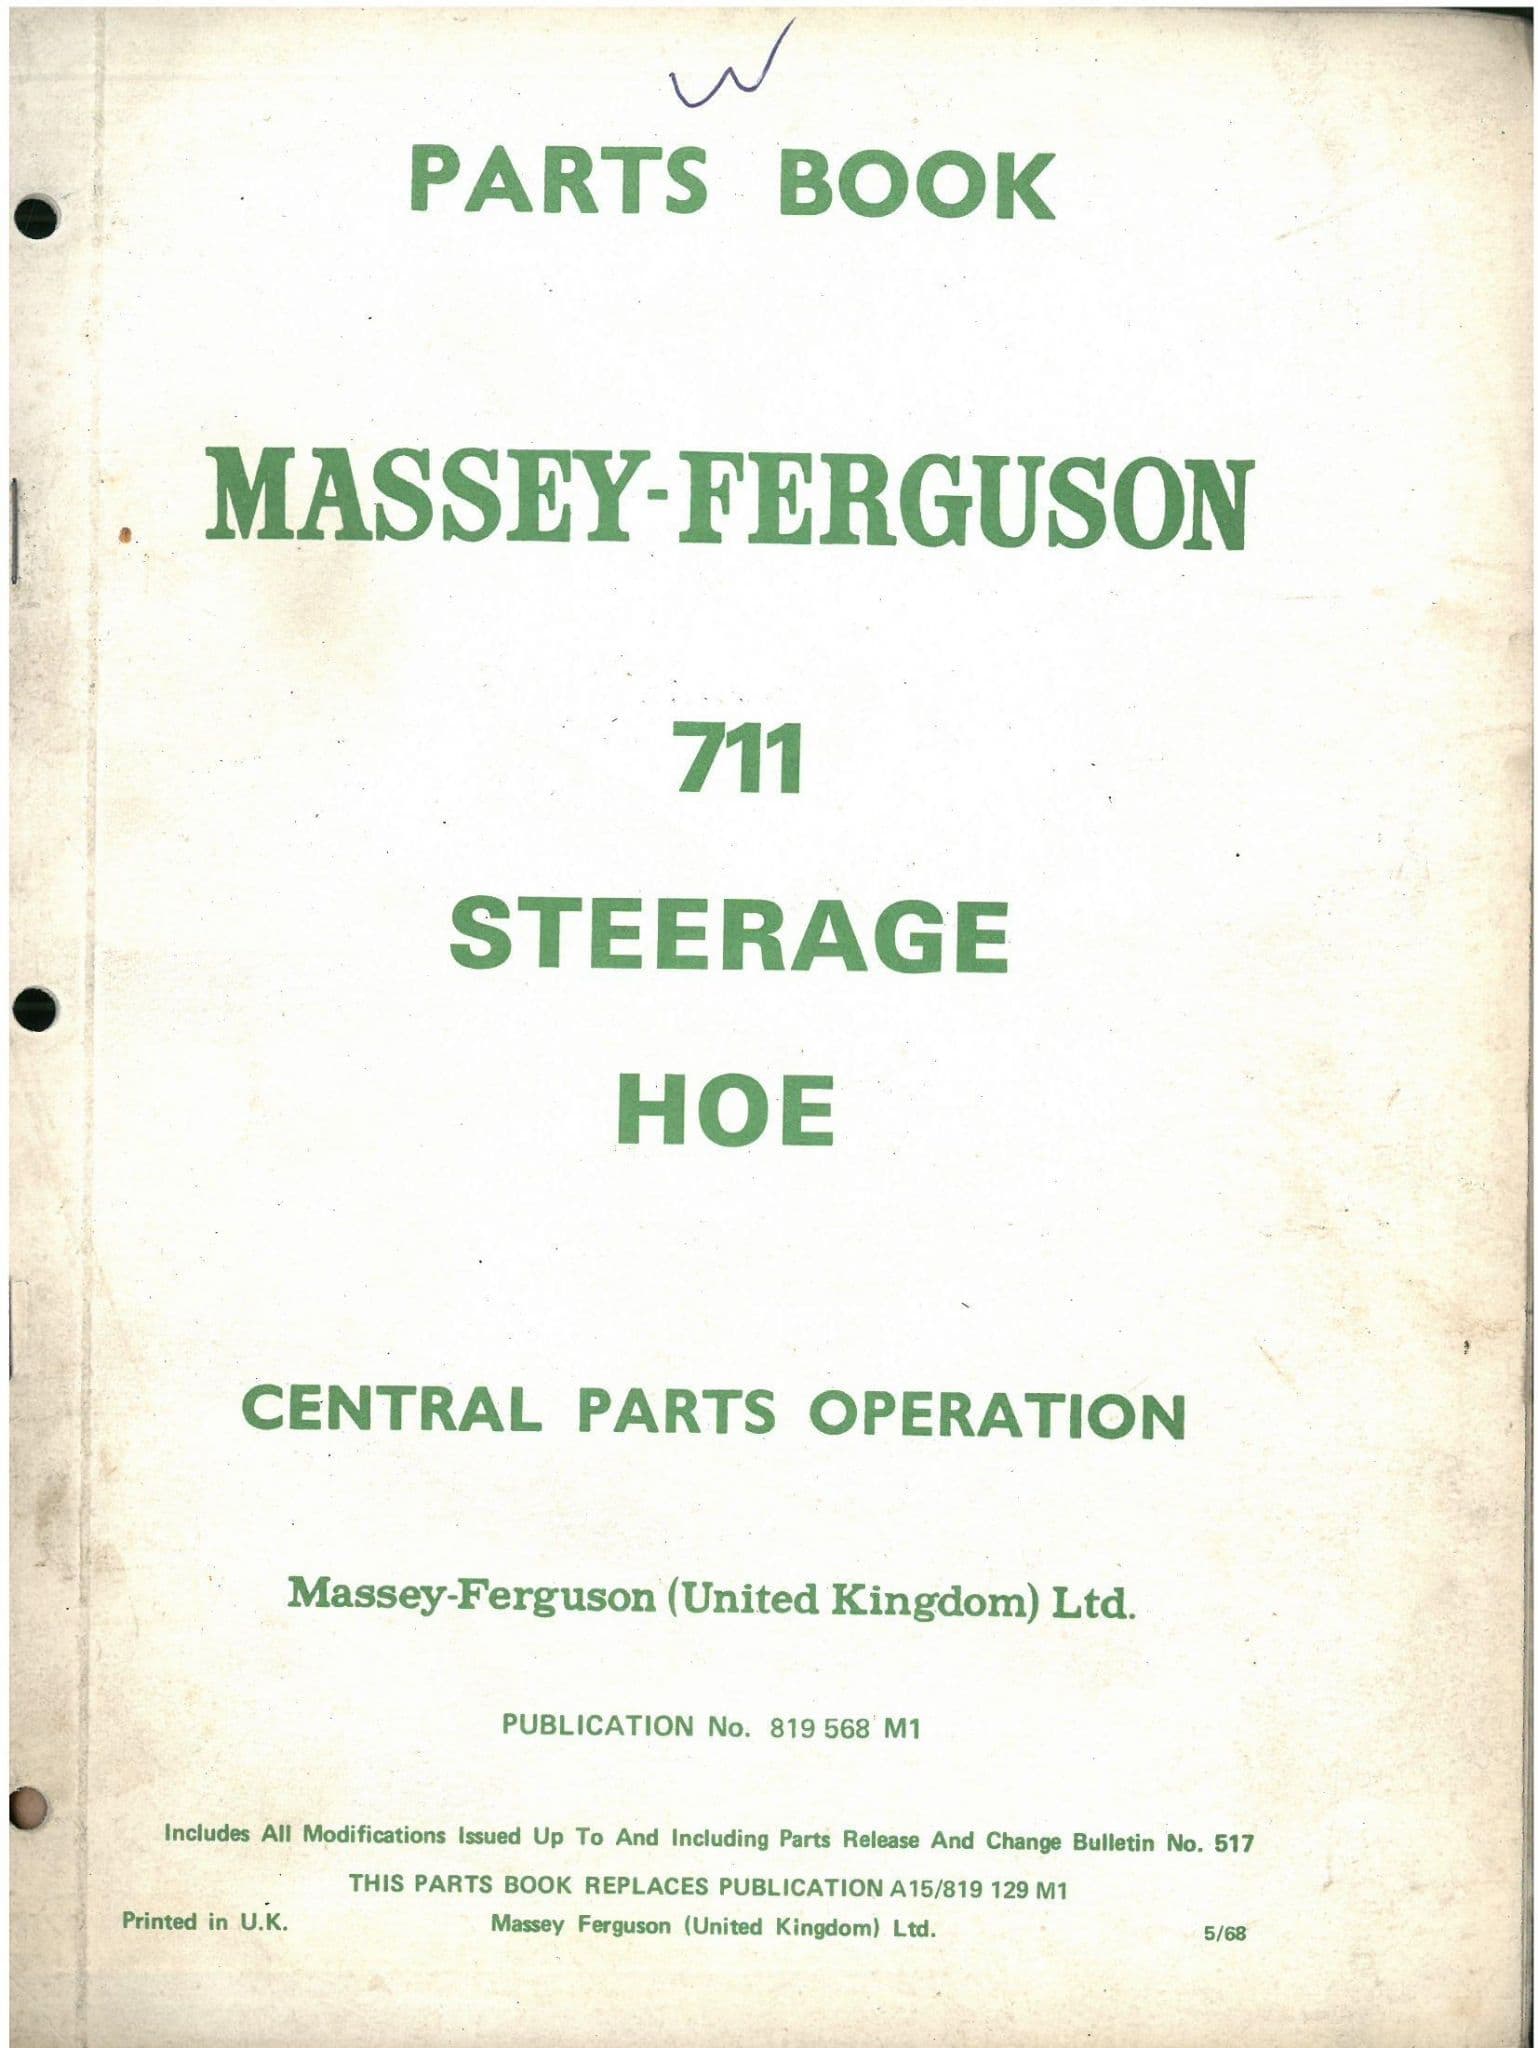 PARTS BOOK
MASSEY-FERGUSON
711
STEERAGE
HOE
CENTRAL PARTS OPERATION
Massey-Ferguson (United Kingdom) Ltd.
PUBLICATION No. 819 568 M1
Includes All Modifications Issued Up To And Including Parts Release And Change Bulletin No. 517
THIS PARTS BOOK REPLACES PUBLICATION A15/819 129 M1
Printed in U.K. Massey Ferguson (United Kingdom) Ltd. 5/68